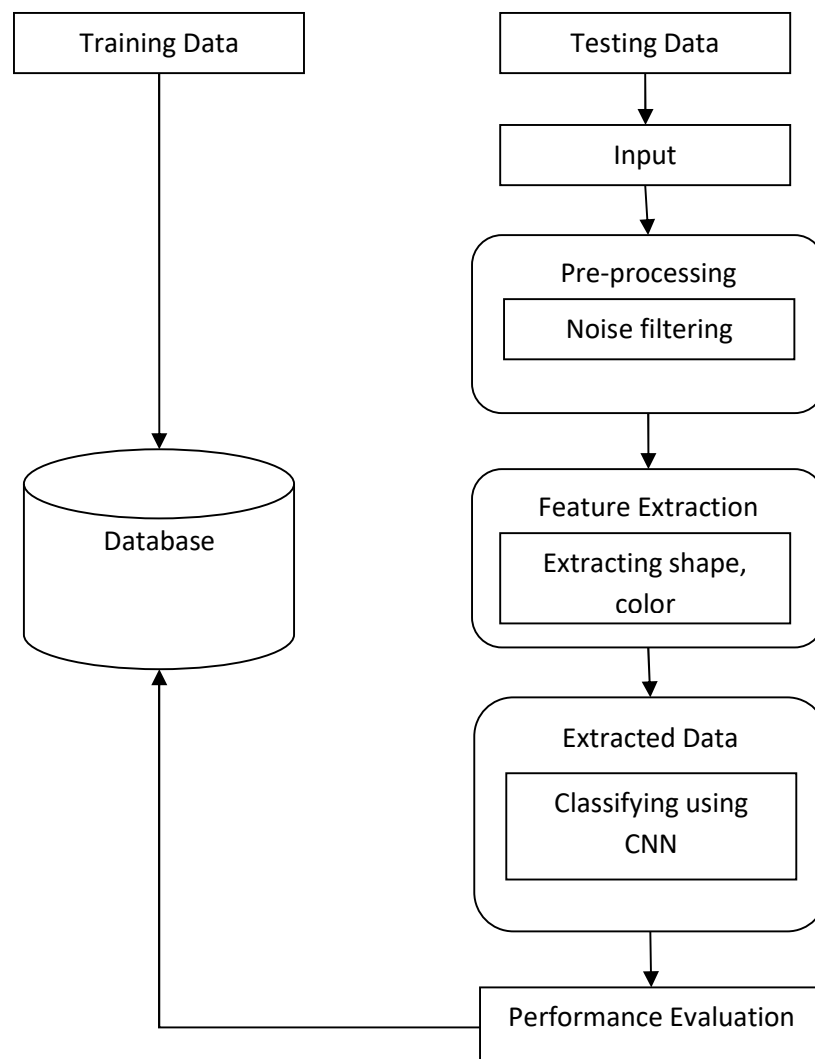 Training Data
Testing Data
Input
Pre-processing
Noise filtering
Database
Feature Extraction
Extracting shape,
color
Extracted Data
Classifying using
CNN
Performance Evaluation